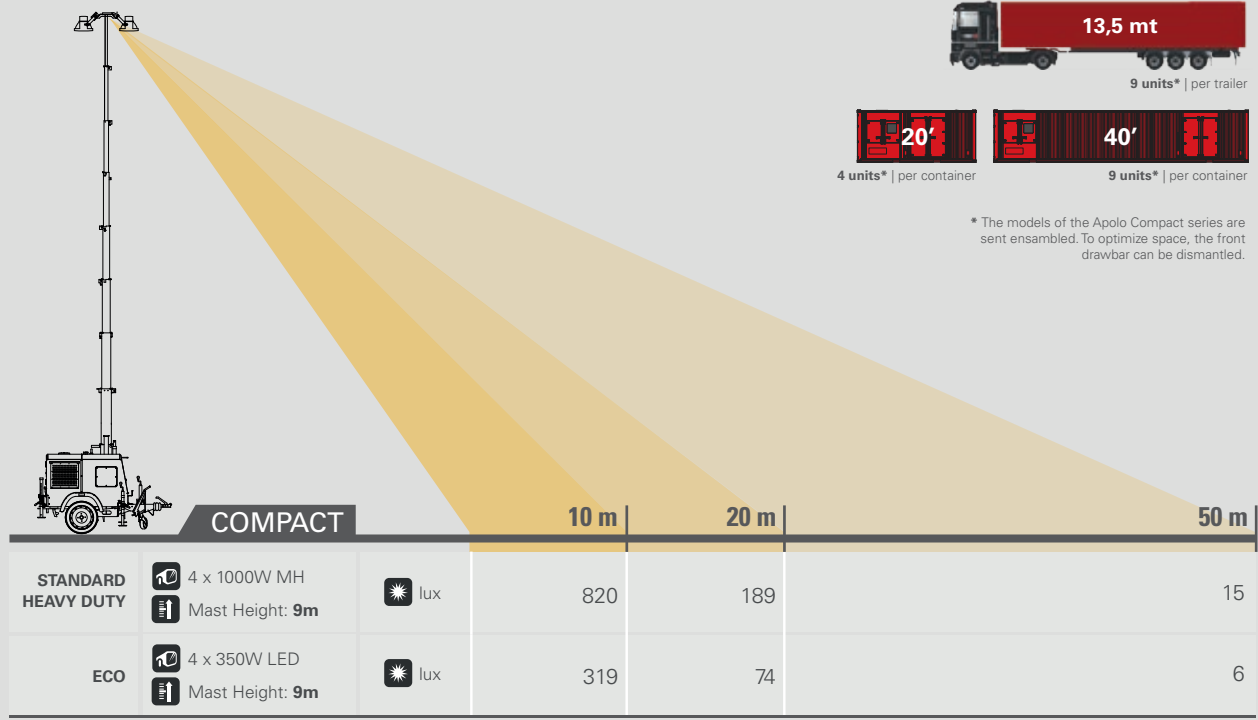 13,5 mt
9 units* | per trailer
20’
40’
4 units* | per container
9 units* | per container
* The models of the Apolo Compact series are
sent ensambled. To optimize space, the front
drawbar can be dismantled.
COMPACT
10 m
20 m
50 m
STANDARD
HEAVY DUTY
4 x 1000W MH
Mast Height: 9m
lux
820
189
15
ECO
4 x 350W LED
Mast Height: 9m
lux
319
74
6